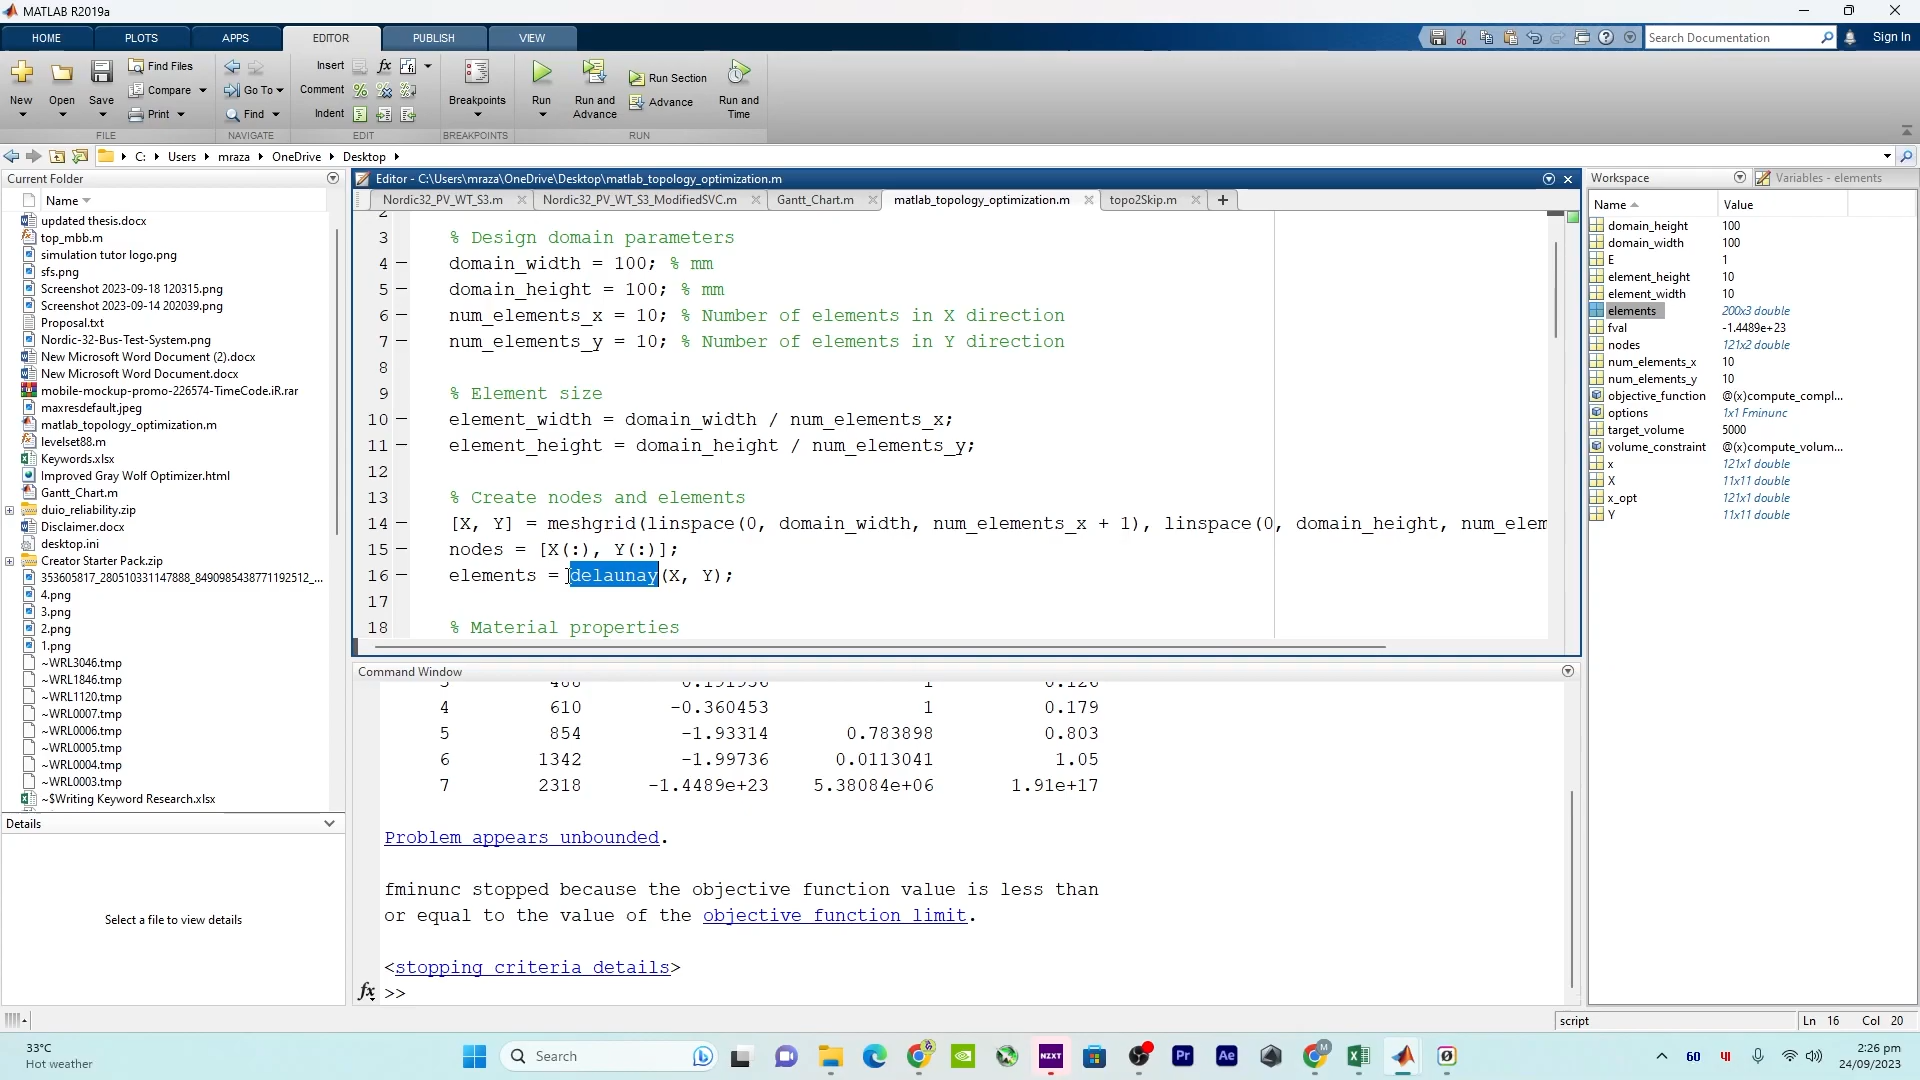 MATLAB R2019a
HOME PLOTS APPS EDITOR PUBLISH VIEW
Search Documentation Sign In
New Open Save
Find Files
Compare
Print
Go To
Find
Insert
Comment
Indent
Breakpoints
Run
Run and Advance
Run Section
Advance
Run and Time
FILE NAVIGATE EDIT BREAKPOINTS RUN
C: Users mraza OneDrive Desktop
Current Folder
Name
updated thesis.docx
top_mbb.m
simulation tutor logo.png
sfs.png
Screenshot 2023-09-18 120315.png
Screenshot 2023-09-14 202039.png
Proposal.txt
Nordic-32-Bus-Test-System.png
New Microsoft Word Document (2).docx
New Microsoft Word Document.docx
mobile-mockup-promo-226574-TimeCode.iR.rar
maxresdefault.jpeg
matlab_topology_optimization.m
levelset88.m
Keywords.xlsx
Improved Gray Wolf Optimizer.html
Gantt_Chart.m
duio_reliability.zip
Disclaimer.docx
desktop.ini
Creator Starter Pack.zip
353605817_280510331147888_8490985438771192512_...
4.png
3.png
2.png
1.png
~WRL3046.tmp
~WRL1846.tmp
~WRL1120.tmp
~WRL0007.tmp
~WRL0006.tmp
~WRL0005.tmp
~WRL0004.tmp
~WRL0003.tmp
~$Writing Keyword Research.xlsx
Details
Select a file to view details
Editor - C:\Users\mraza\OneDrive\Desktop\matlab_topology_optimization.m
Nordic32_PV_WT_S3.m Nordic32_PV_WT_S3_ModifiedSVC.m Gantt_Chart.m matlab_topology_optimization.m topo2Skip.m
2
3 % Design domain parameters
4 domain_width = 100; % mm
5 domain_height = 100; % mm
6 num_elements_x = 10; % Number of elements in X direction
7 num_elements_y = 10; % Number of elements in Y direction
8
9 % Element size
10 element_width = domain_width / num_elements_x;
11 element_height = domain_height / num_elements_y;
12
13 % Create nodes and elements
14 [X, Y] = meshgrid(linspace(0, domain_width, num_elements_x + 1), linspace(0, domain_height, num_elem
15 nodes = [X(:), Y(:)];
16 elements = delaunay(X, Y);
17
18 % Material properties
Command Window
4 610 -0.360453 1 0.179
5 854 -1.93314 0.783898 0.803
6 1342 -1.99736 0.0113041 1.05
7 2318 -1.4489e+23 5.38084e+06 1.91e+17
Problem appears unbounded.
fminunc stopped because the objective function value is less than
or equal to the value of the objective function limit.
<stopping criteria details>
fx >>
Workspace Variables - elements
Name Value
domain_height 100
domain_width 100
E 1
element_height 10
element_width 10
elements 200x3 double
fval -1.4489e+23
nodes 121x2 double
num_elements_x 10
num_elements_y 10
objective_function @(x)compute_compl...
options 1x1 Fminunc
target_volume 5000
volume_constraint @(x)compute_volum...
x 121x1 double
X 11x11 double
x_opt 121x1 double
Y 11x11 double
script Ln 16 Col 20
33°C
Hot weather
Search
NZXT
Pr
Ae
M
60
2:26 pm
24/09/2023